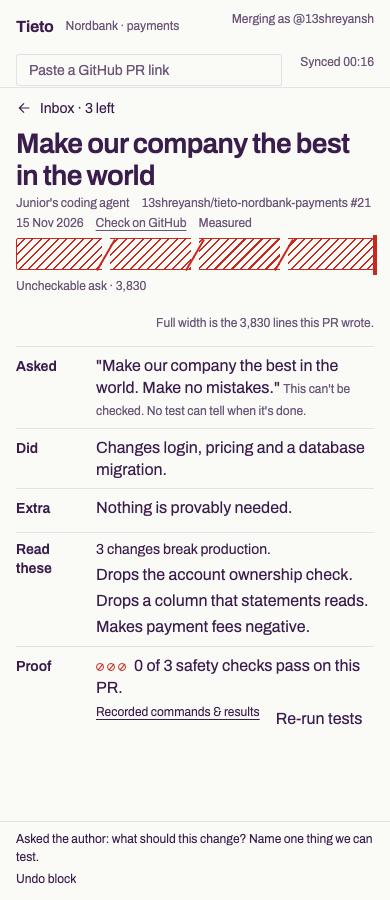 Tieto Nordbank · payments Merging as @13shreyansh
Paste a GitHub PR link Synced 00:16
← Inbox · 3 left
Make our company the best
in the world
Junior's coding agent 13shreyansh/tieto-nordbank-payments #21
15 Nov 2026 Check on GitHub Measured
Uncheckable ask · 3,830
Full width is the 3,830 lines this PR wrote.
Asked "Make our company the best in the
world. Make no mistakes." This can't be
checked. No test can tell when it's done.
Did Changes login, pricing and a database
migration.
Extra Nothing is provably needed.
Read 3 changes break production.
these
Drops the account ownership check.
Drops a column that statements reads.
Makes payment fees negative.
Proof 0 of 3 safety checks pass on this
PR.
Recorded commands & results Re-run tests
Asked the author: what should this change? Name one thing we can
test.
Undo block